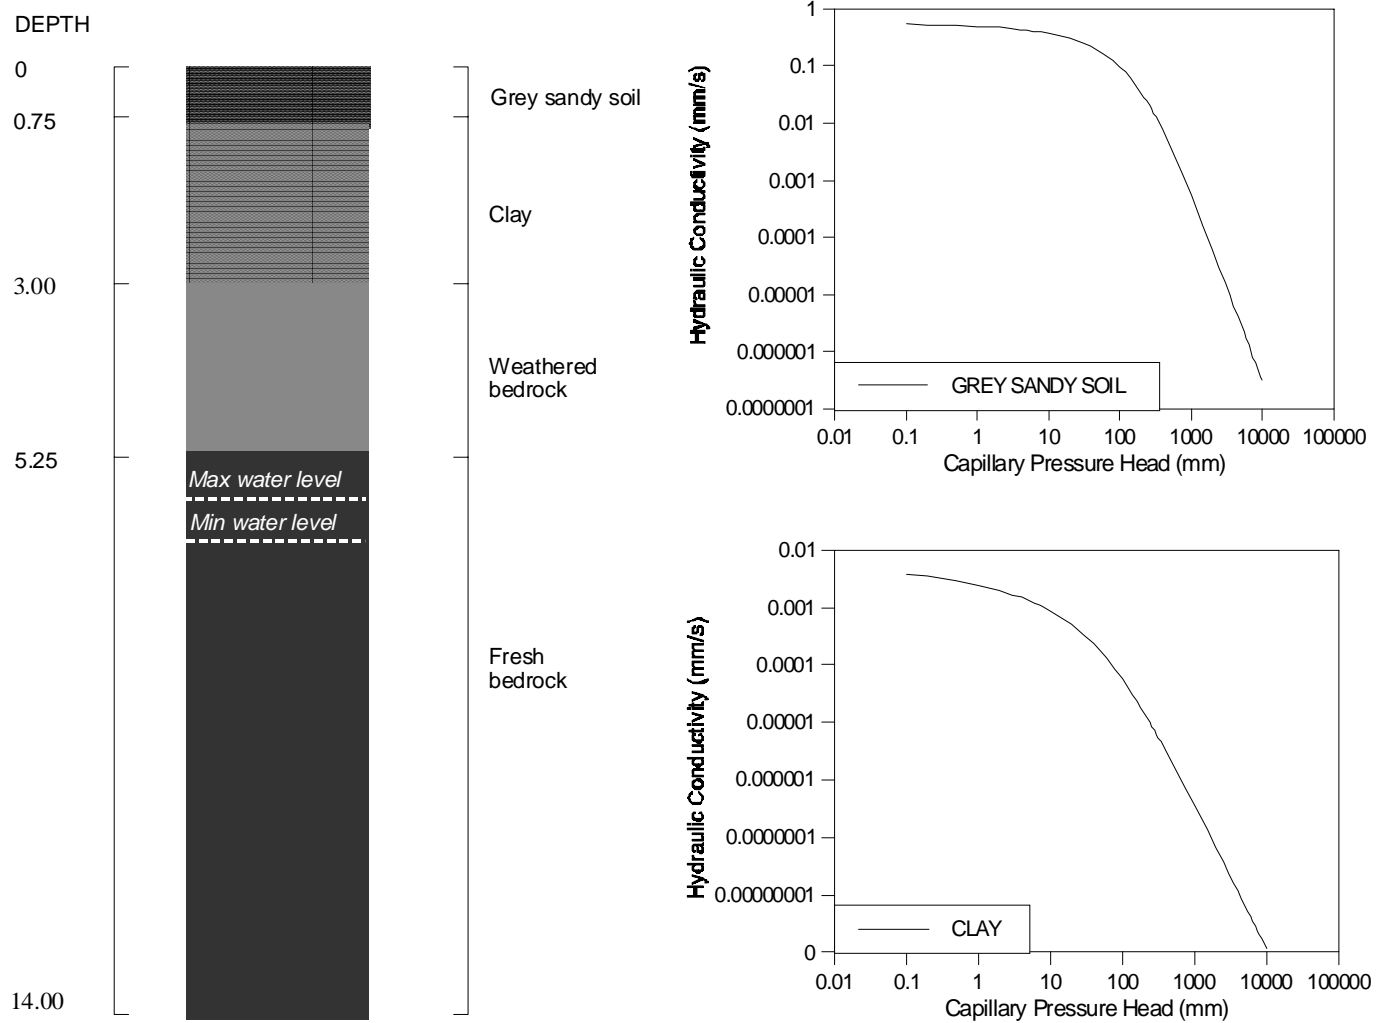 DEPTH
0
Grey sandy soil
0.75
Clay
3.00
Weathered
bedrock
5.25
Max water level
Min water level
Fresh
bedrock
14.00
Hydraulic Conductivity (mm/s)
1
0.1
0.01
0.001
0.0001
0.00001
0.000001
0.0000001
GREY SANDY SOIL
0.01 0.1 1 10 100 1000 10000 100000
Capillary Pressure Head (mm)
Hydraulic Conductivity (mm/s)
0.01
0.001
0.0001
0.00001
0.000001
0.0000001
0.00000001
0
CLAY
0.01 0.1 1 10 100 1000 10000 100000
Capillary Pressure Head (mm)